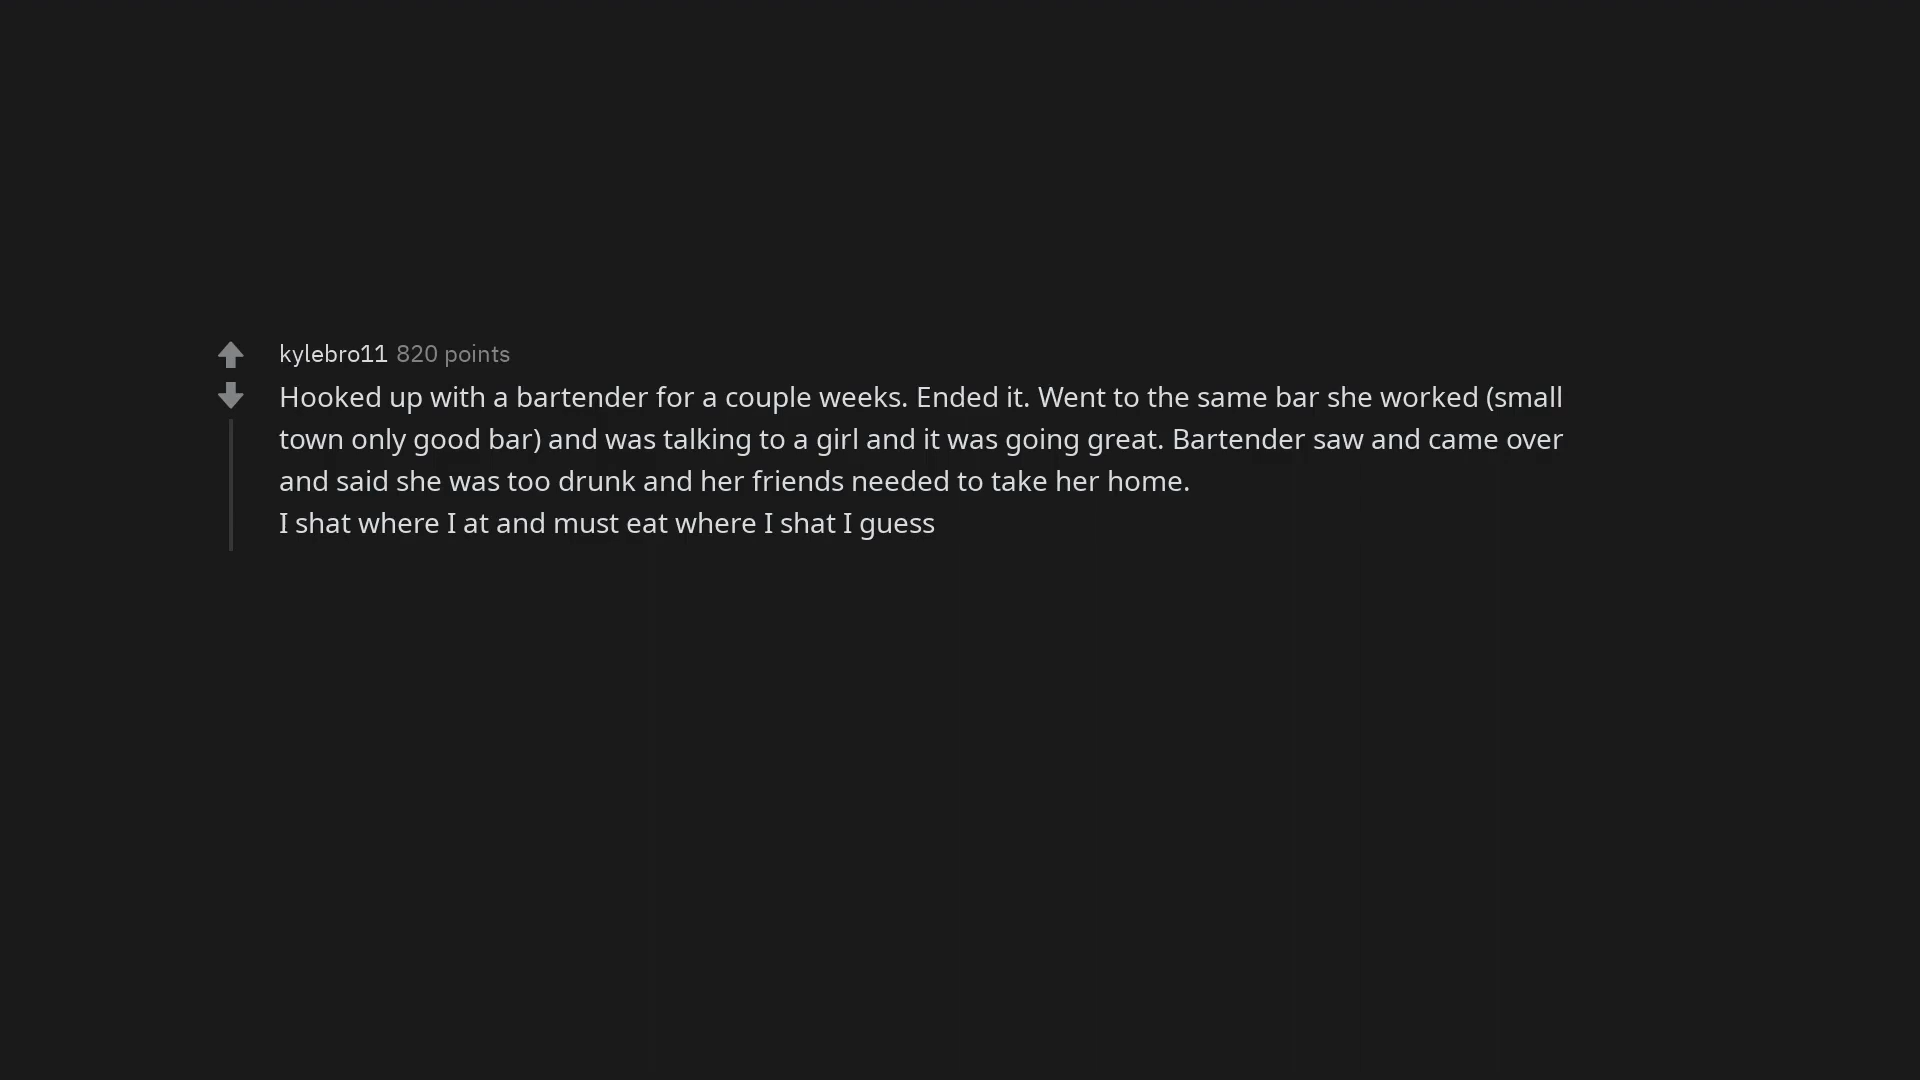 kylebro11 820 points
Hooked up with a bartender for a couple weeks. Ended it. Went to the same bar she worked (small
town only good bar) and was talking to a girl and it was going great. Bartender saw and came over
and said she was too drunk and her friends needed to take her home.
I shat where I at and must eat where I shat I guess